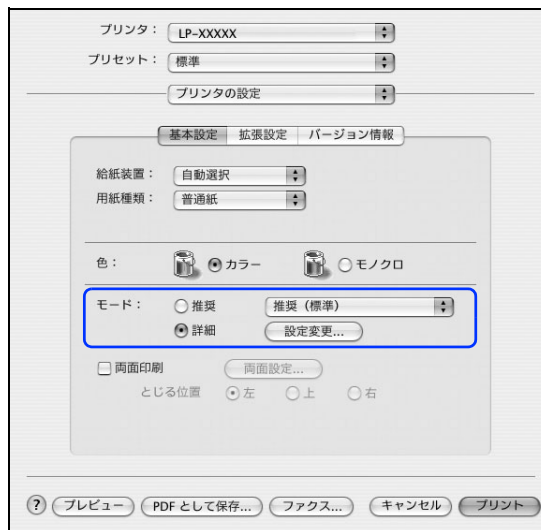 プリンタ： LP-XXXXX
プリセット： 標準
プリンタの設定
基本設定 拡張設定 バージョン情報
給紙装置： 自動選択
用紙種類： 普通紙
色： カラー モノクロ
モード： 推奨 推奨（標準）
詳細 設定変更...
両面印刷 両面設定...
とじる位置 左 上 右
? プレビュー PDF として保存... ファクス... キャンセル プリント